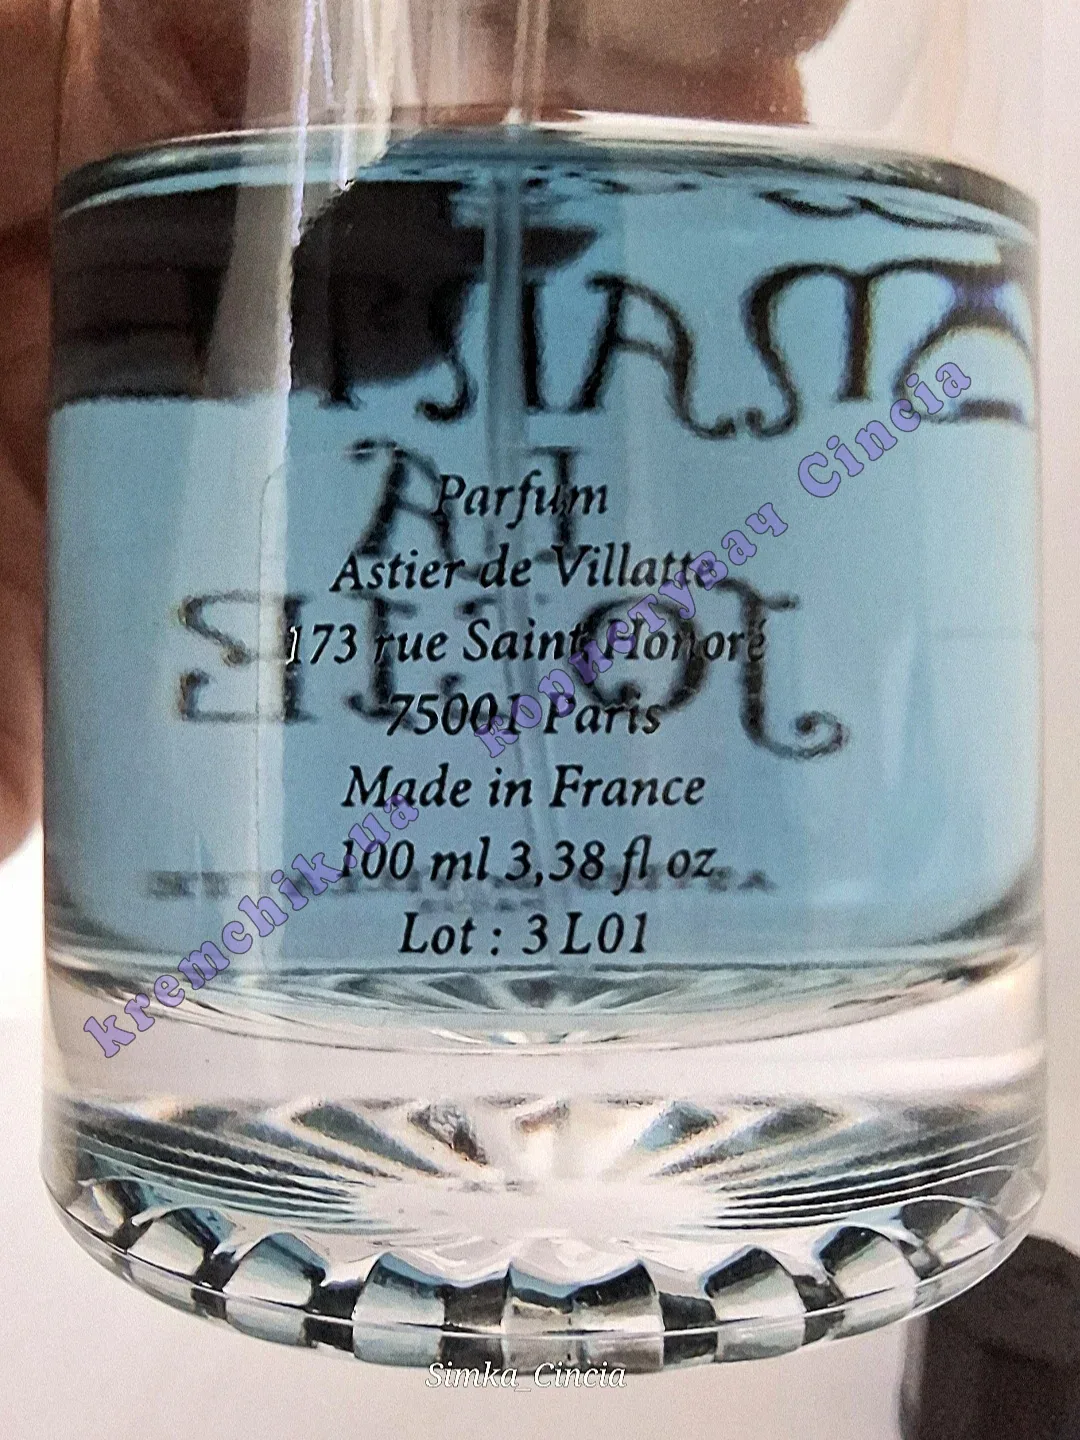 Parfum
Astier de Villatte
173 rue Saint Honoré
75001 Paris
Made in France
100 ml 3,38 fl oz
Lot : 3 L01
kremchik.ua користувач Cincia
Simka_Cincia